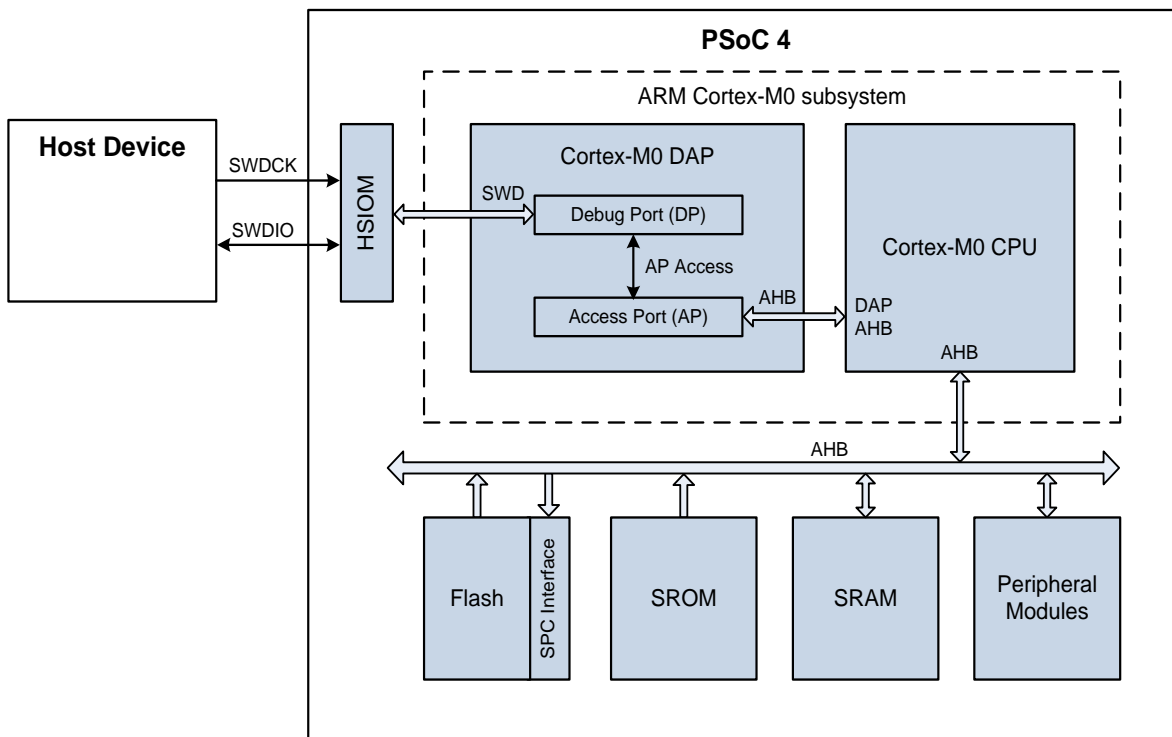 PSoC 4
ARM Cortex-M0 subsystem
Host Device
SWDCK
SWDIO
HSIOM
SWD
Cortex-M0 DAP
Debug Port (DP)
AP Access
Access Port (AP)
AHB
Cortex-M0 CPU
DAP
AHB
AHB
AHB
Flash
SPC Interface
SROM
SRAM
Peripheral
Modules